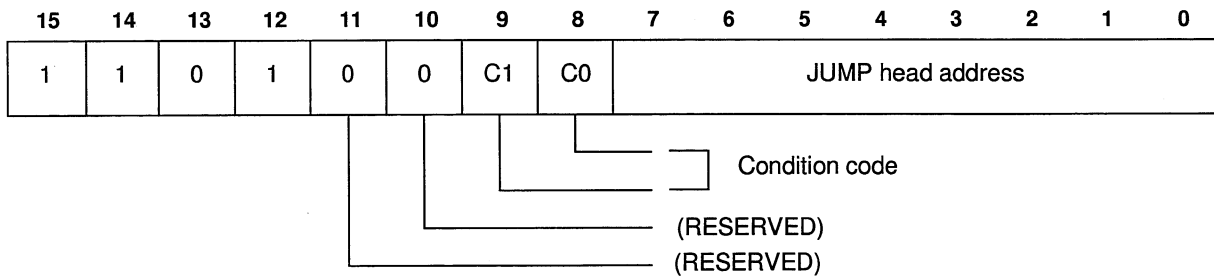 15 14 13 12 11 10 9 8 7 6 5 4 3 2 1 0
1 1 0 1 0 0 C1 C0 JUMP head address
Condition code
(RESERVED)
(RESERVED)